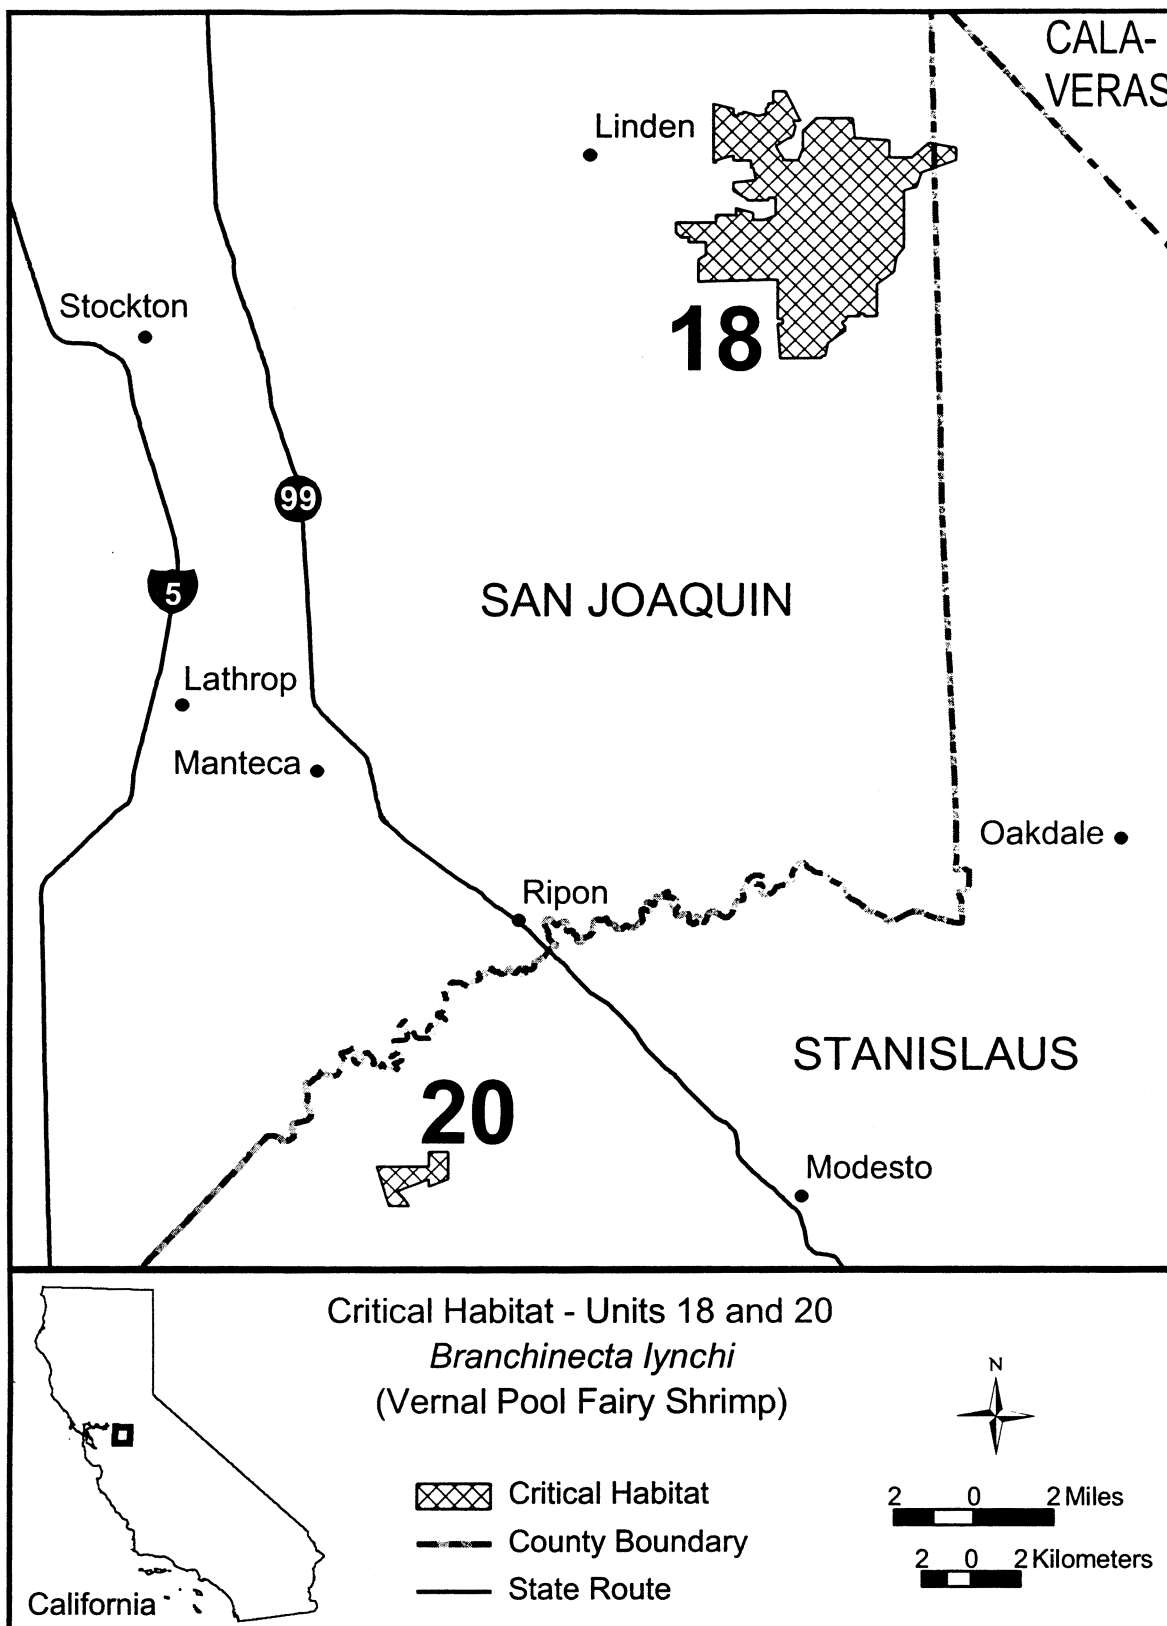 CALA-
VERAS
Linden
Stockton
18
99
5
SAN JOAQUIN
Lathrop
Manteca
Oakdale
Ripon
STANISLAUS
20
Modesto
Critical Habitat - Units 18 and 20
Branchinecta lynchi
(Vernal Pool Fairy Shrimp)
N
Critical Habitat
County Boundary
State Route
2 0 2 Miles
2 0 2 Kilometers
California